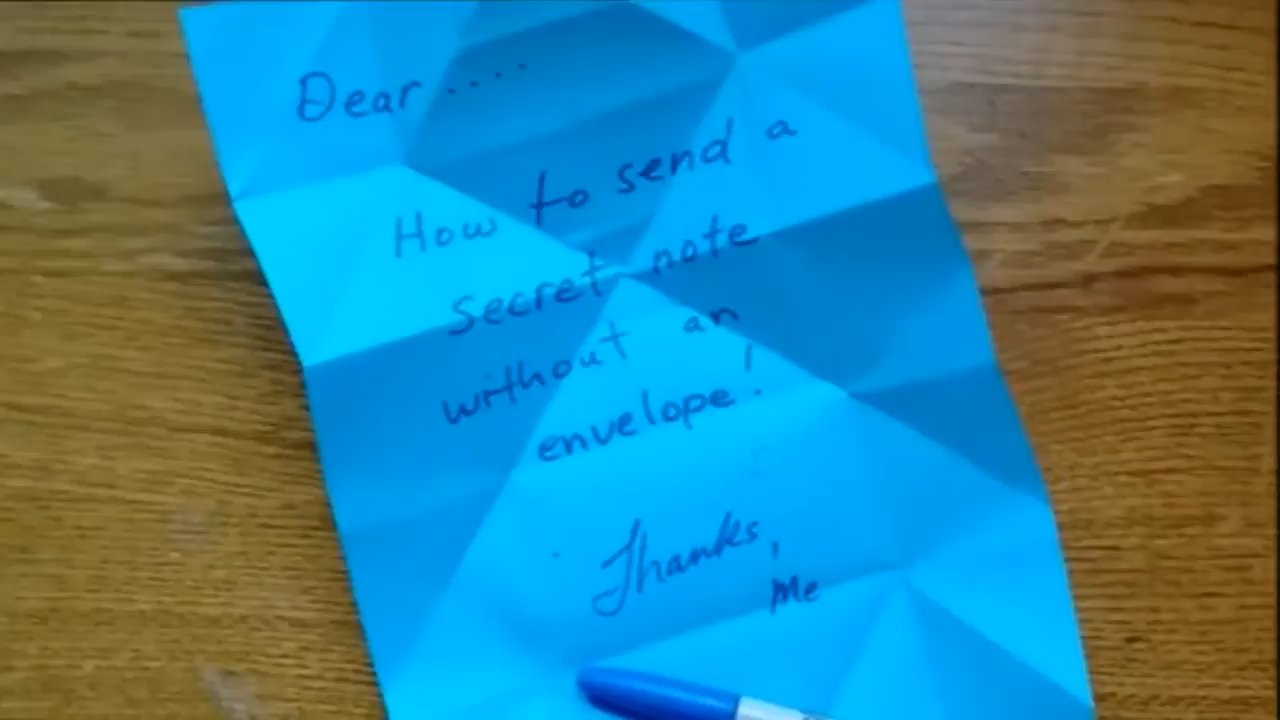 Dear ....
How to send a
secret note
without an
envelope!
Thanks,
Me